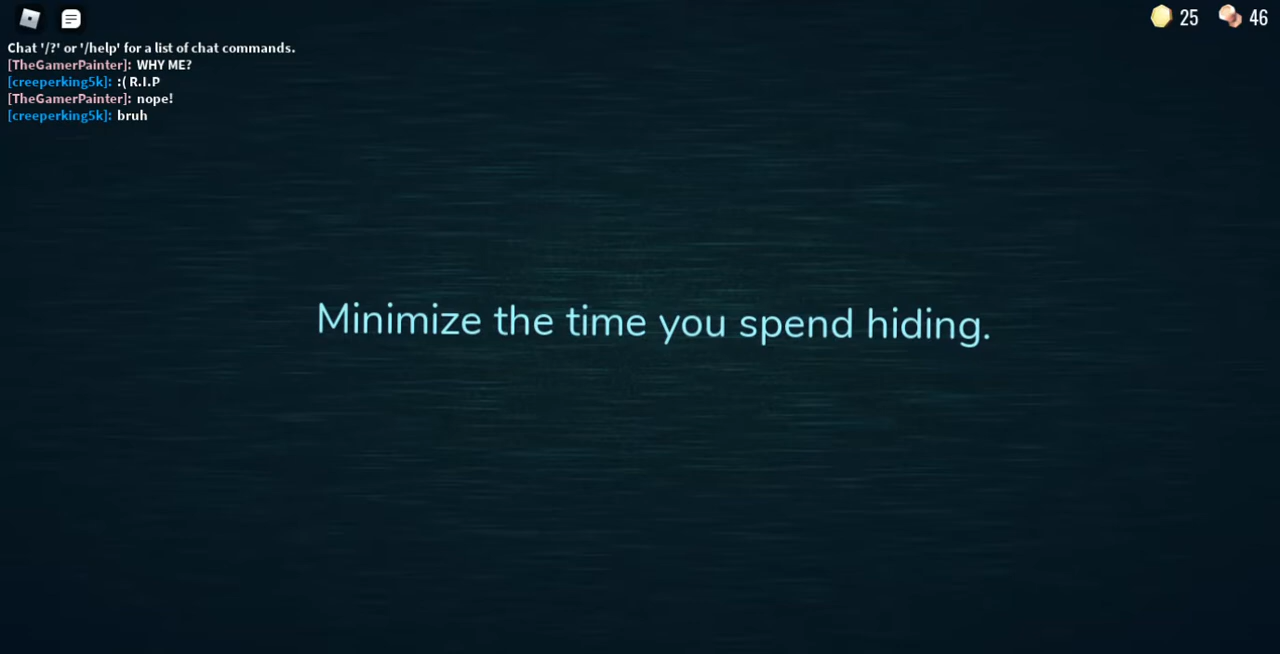 25 46
Chat '/?' or '/help' for a list of chat commands.
[TheGamerPainter]: WHY ME?
[creeperking5k]: :( R.I.P
[TheGamerPainter]: nope!
[creeperking5k]: bruh
Minimize the time you spend hiding.